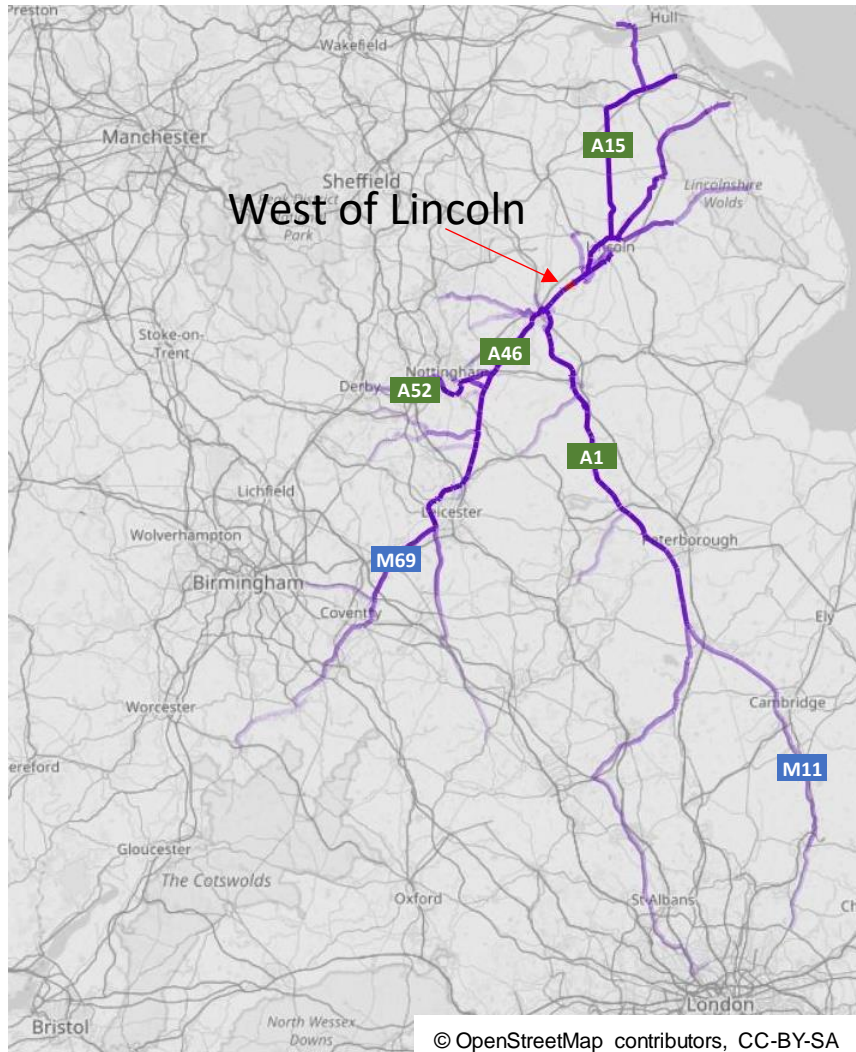 Preston
Hull
Wakefield
Manchester
A15
Sheffield
Lincolnshire
Wolds
West of Lincoln
Park
Lincoln
Stoke-on-
Trent
A46
Nottingham
Derby
A52
A1
Lichfield
Leicester
Wolverhampton
Peterborough
M69
Birmingham
Coventry
Ely
Worcester
Cambridge
ereford
M11
Gloucester
The Cotswolds
Oxford
St Albans
Ch
London
Bristol
North Wessex
Downs
© OpenStreetMap contributors, CC-BY-SA